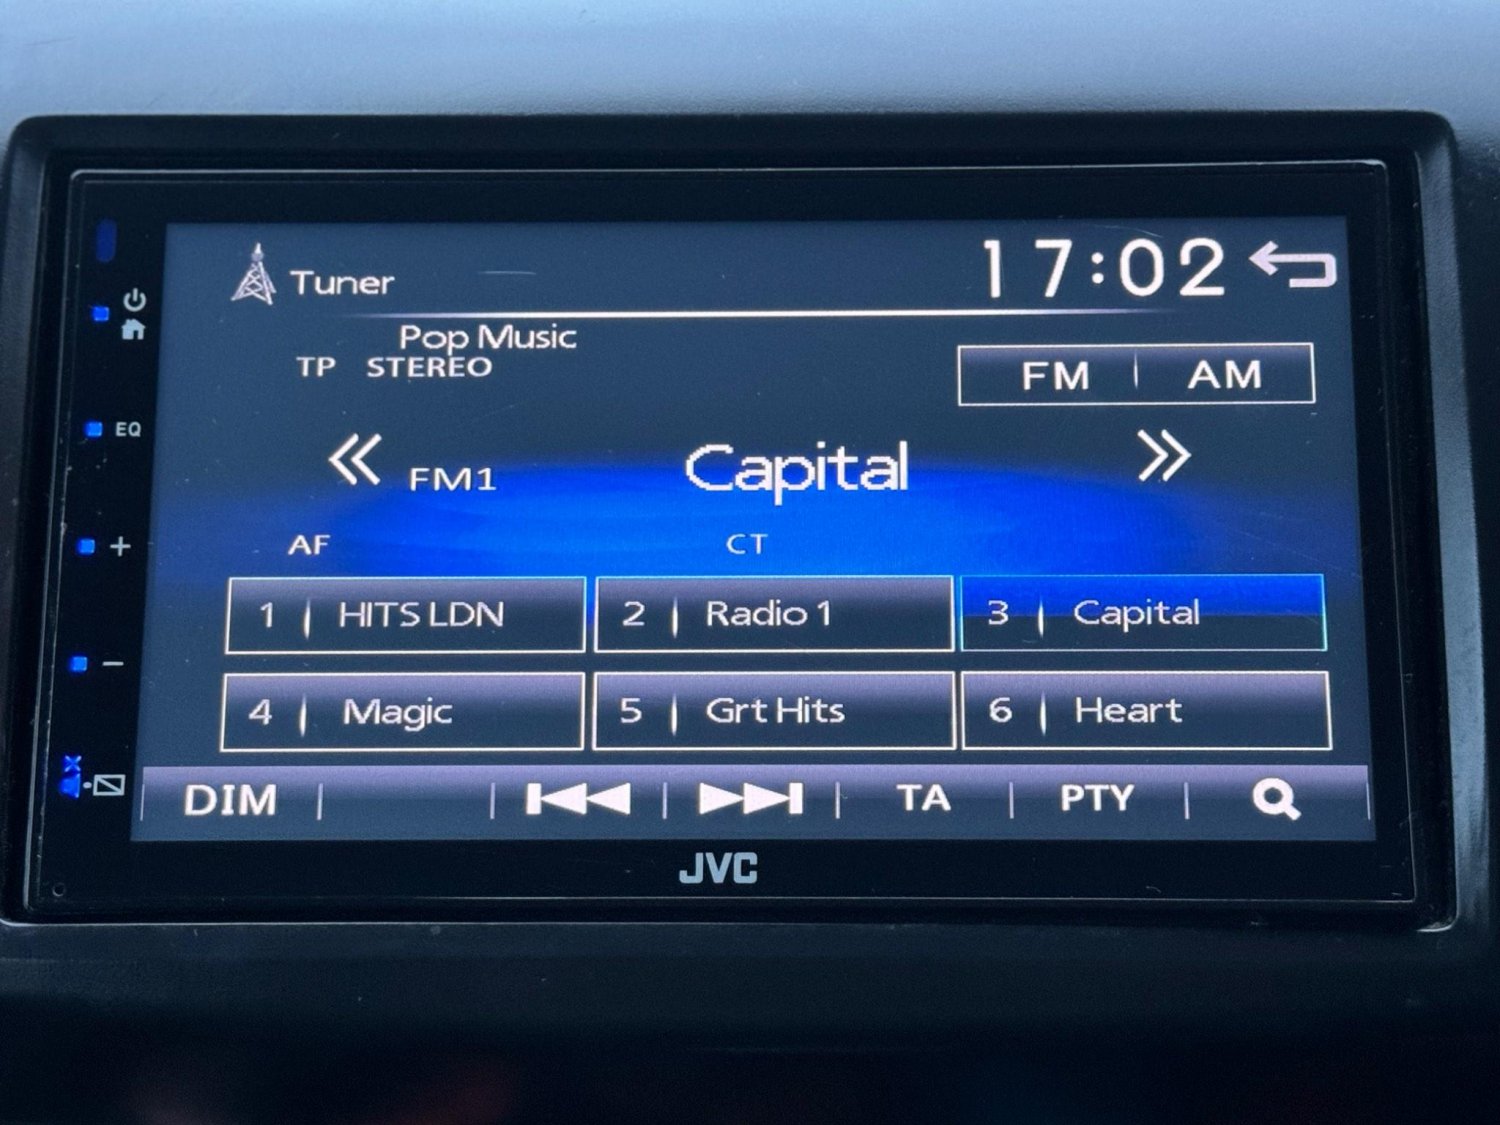 Tuner 17:02
Pop Music
TP STEREO
FM AM
EQ
FM1 Capital
AF CT
1 HITS LDN 2 Radio 1 3 Capital
4 Magic 5 Grt Hits 6 Heart
DIM TA PTY
JVC